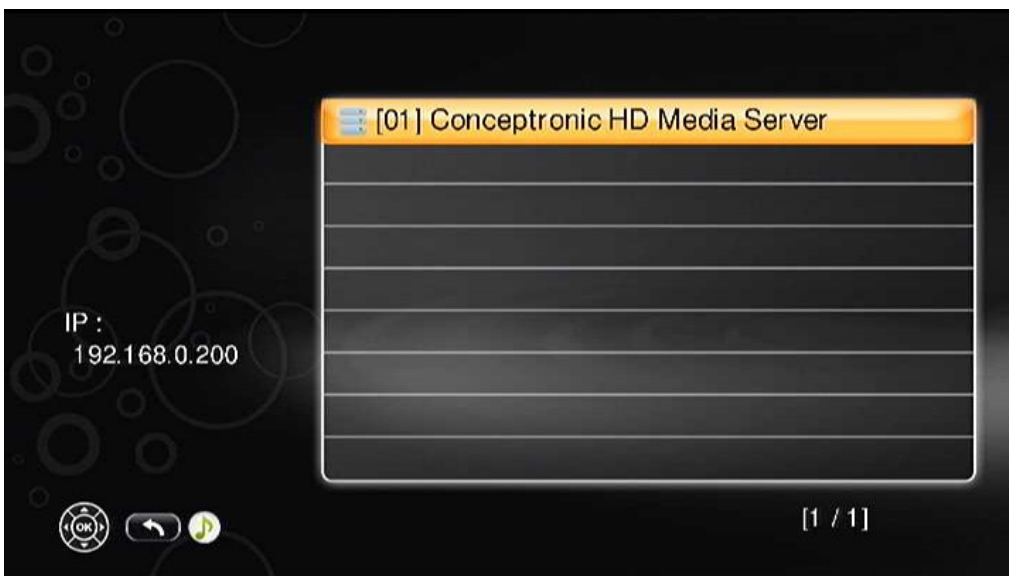 [01] Conceptronic HD Media Server
IP :
192.168.0.200
OK
[1 / 1]